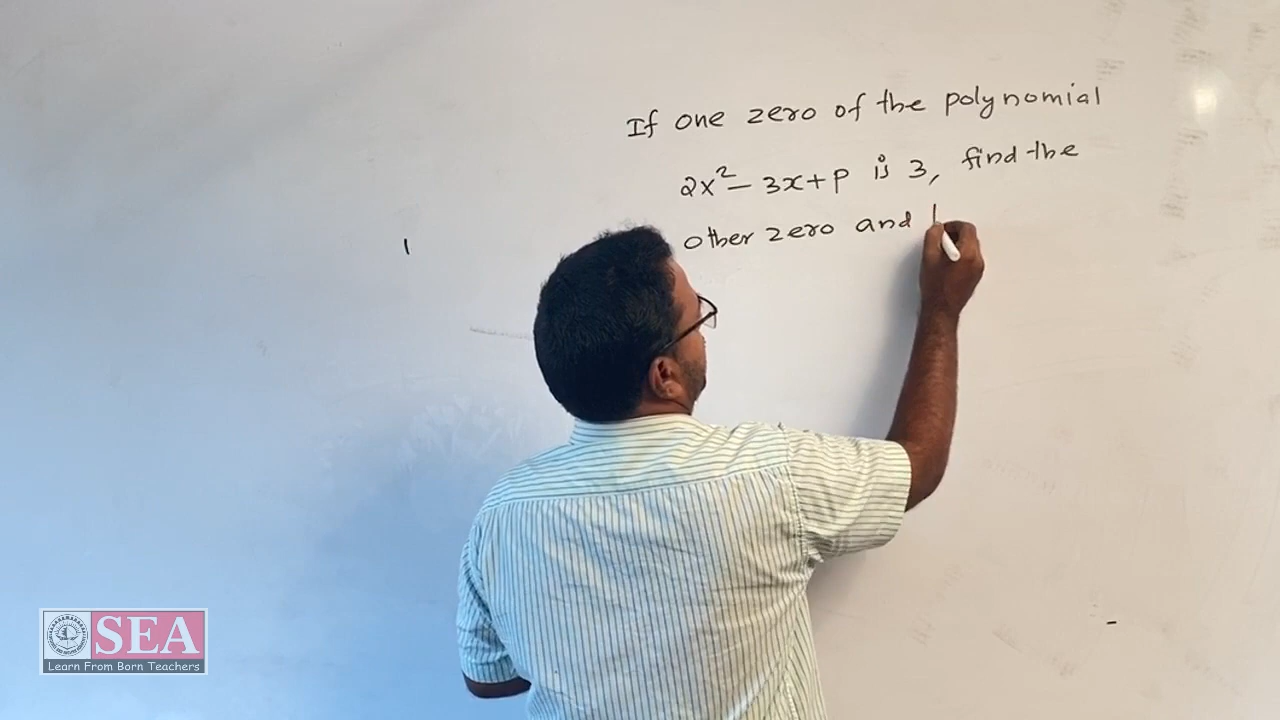 If one zero of the polynomial
2x² - 3x + p is 3, find the
other zero and
SEA
Learn From Born Teachers